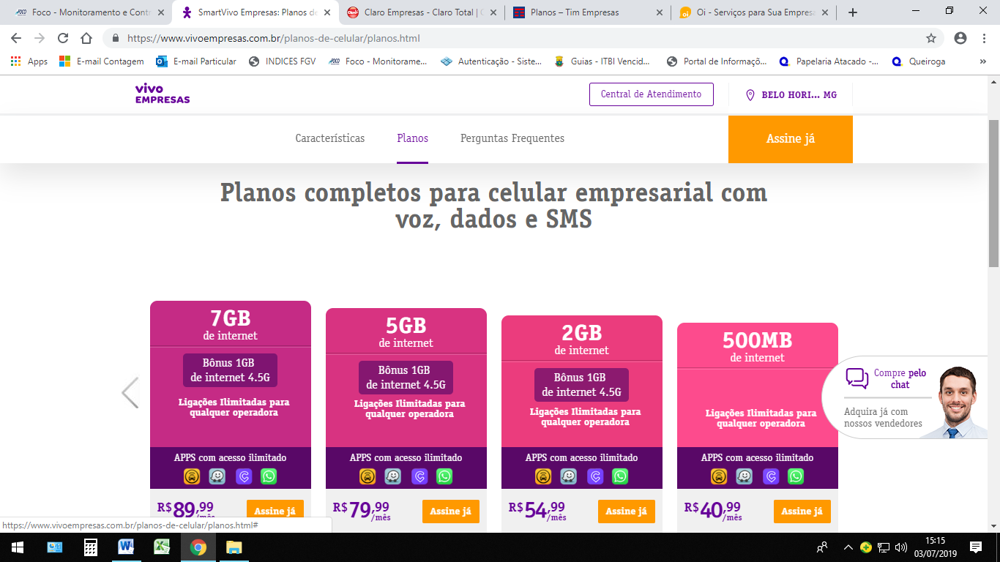 Foco - Monitoramento e Contr
SmartVivo Empresas: Planos de
Claro Empresas - Claro Total | C
Planos – Tim Empresas
Oi - Serviços para Sua Empresa
https://www.vivoempresas.com.br/planos-de-celular/planos.html
Apps
E-mail Contagem
E-mail Particular
INDICES FGV
Foco - Monitorame...
Autenticação - Siste...
Guias - ITBI Vencid...
Portal de Informaçõ...
Papelaria Atacado -...
Queiroga
»
vivo
EMPRESAS
Central de Atendimento
BELO HORI... MG
Características
Planos
Perguntas Frequentes
Assine já
Planos completos para celular empresarial com
voz, dados e SMS
7GB
de internet
Bônus 1GB
de internet 4.5G
Ligações Ilimitadas para
qualquer operadora
APPS com acesso ilimitado
R$ 89,99
/mês
Assine já
5GB
de internet
Bônus 1GB
de internet 4.5G
Ligações Ilimitadas para
qualquer operadora
APPS com acesso ilimitado
R$ 79,99
/mês
Assine já
2GB
de internet
Bônus 1GB
de internet 4.5G
Ligações Ilimitadas para
qualquer operadora
APPS com acesso ilimitado
R$ 54,99
/mês
Assine já
500MB
de internet
Ligações Ilimitadas para
qualquer operadora
APPS com acesso ilimitado
R$ 40,99
/mês
Assine já
Compre pelo
chat
Adquira já com
nossos vendedores
https://www.vivoempresas.com.br/planos-de-celular/planos.html#
15:15
03/07/2019